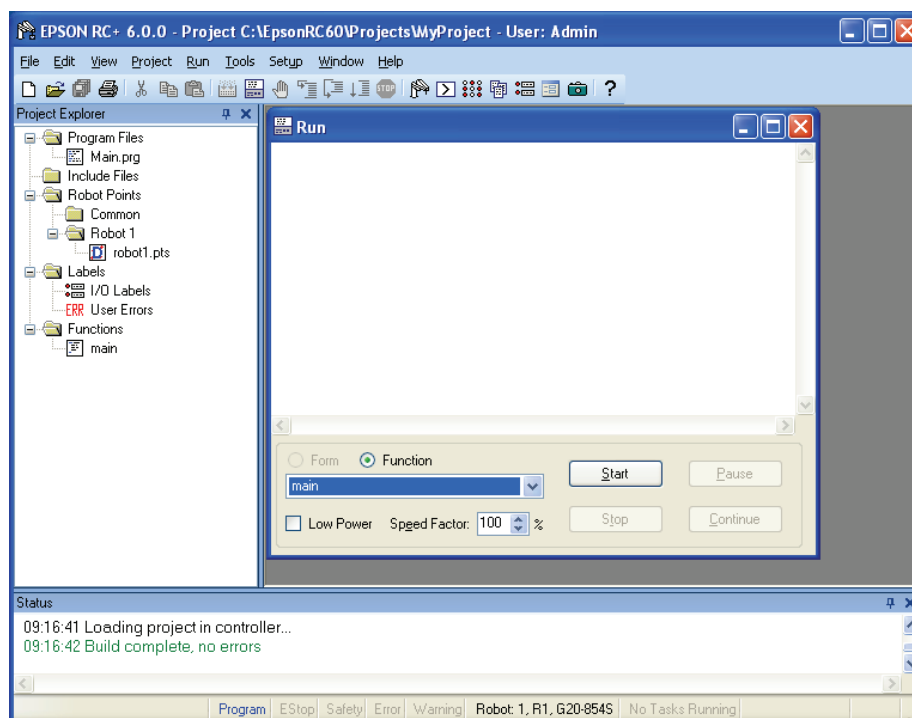 EPSON RC+ 6.0.0 - Project C:\EpsonRC60\Projects\MyProject - User: Admin
File Edit View Project Run Tools Setup Window Help
STOP
Project Explorer
Program Files
Main.prg
Include Files
Robot Points
Common
Robot 1
robot1.pts
Labels
I/O Labels
ERR User Errors
Functions
main
Run
Form Function
main
Start Pause
Low Power Speed Factor: 100 %
Stop Continue
Status
09:16:41 Loading project in controller...
09:16:42 Build complete, no errors
Program EStop Safety Error Warning Robot: 1, R1, G20-854S No Tasks Running